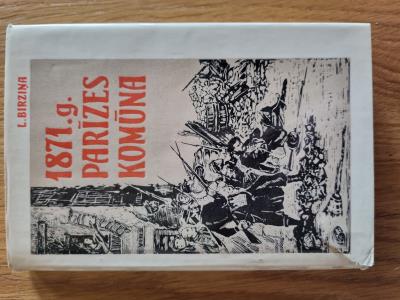 L. BIRZIŅA
1871. g.
PARĪZES
KOMŪNA